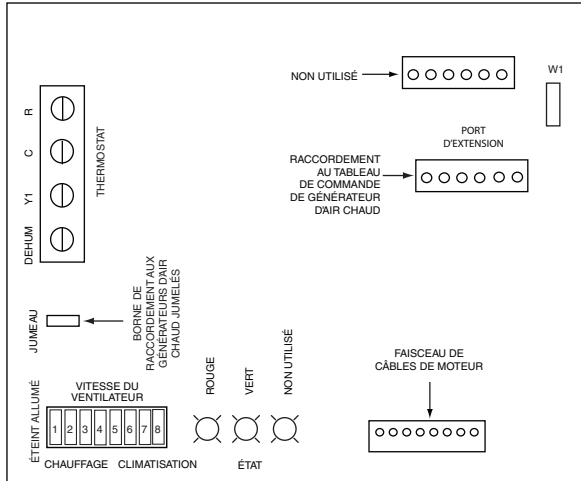 NON UTILISÉ
W1
R
C
Y1
DEHUM
THERMOSTAT
PORT
D'EXTENSION
RACCORDEMENT
AU TABLEAU
DE COMMANDE
DE GÉNÉRATEUR
D'AIR CHAUD
JUMEAU
BORNE DE
RACCORDEMENT AUX
GÉNÉRATEURS D'AIR
CHAUD JUMELÉS
ROUGE
VERT
NON UTILISÉ
FAISCEAU DE
CÂBLES DE MOTEUR
ÉTEINT ALLUMÉ
VITESSE DU
VENTILATEUR
1 2 3 4 5 6 7 8
CHAUFFAGE CLIMATISATION
ÉTAT